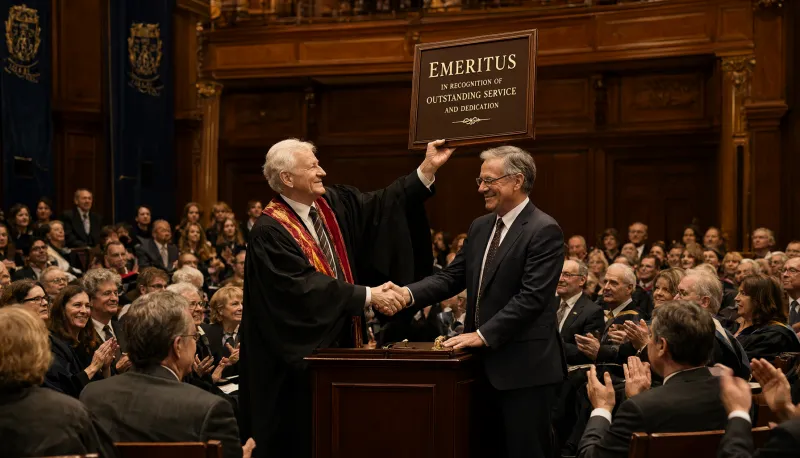 EMERITUS
IN RECOGNITION OF
OUTSTANDING SERVICE
AND DEDICATION